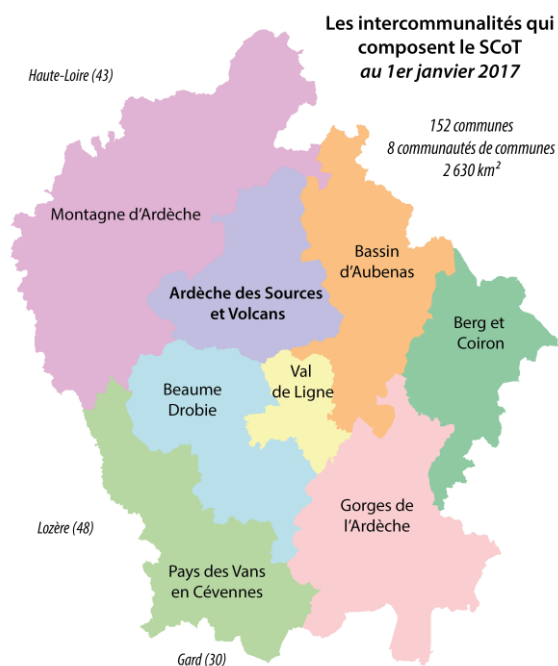 Les intercommunalités qui
composent le SCoT
au 1er janvier 2017
Haute-Loire (43)
152 communes
8 communautés de communes
2 630 km²
Montagne d'Ardèche
Bassin
d'Aubenas
Ardèche des Sources
et Volcans
Berg et
Coiron
Beaume
Drobie
Val
de Ligne
Gorges de
l'Ardèche
Lozère (48)
Pays des Vans
en Cévennes
Gard (30)